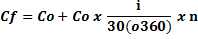 Cf = Co + Co x i/30(o360) x n